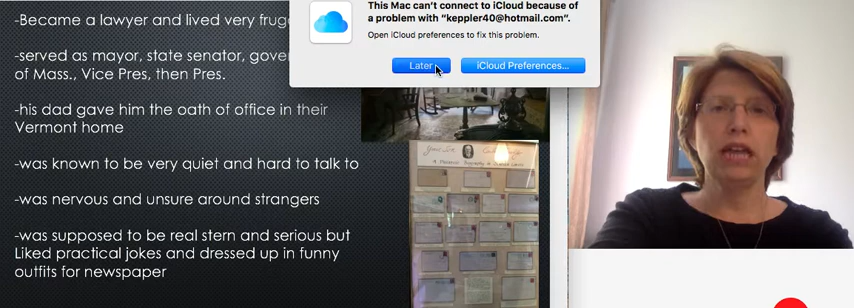 -Became a lawyer and lived very
-served as mayor, state senator,
of Mass., Vice Pres, then Pres.
-his dad gave him the oath of office in their
Vermont home
-was known to be very quiet and hard to talk to
-was nervous and unsure around strangers
-was supposed to be real stern and serious but
Liked practical jokes and dressed up in funny
outfits for newspaper
This Mac can't connect to iCloud because of
a problem with “keppler40@hotmail.com”.
Open iCloud preferences to fix this problem.
Later
iCloud Preferences...